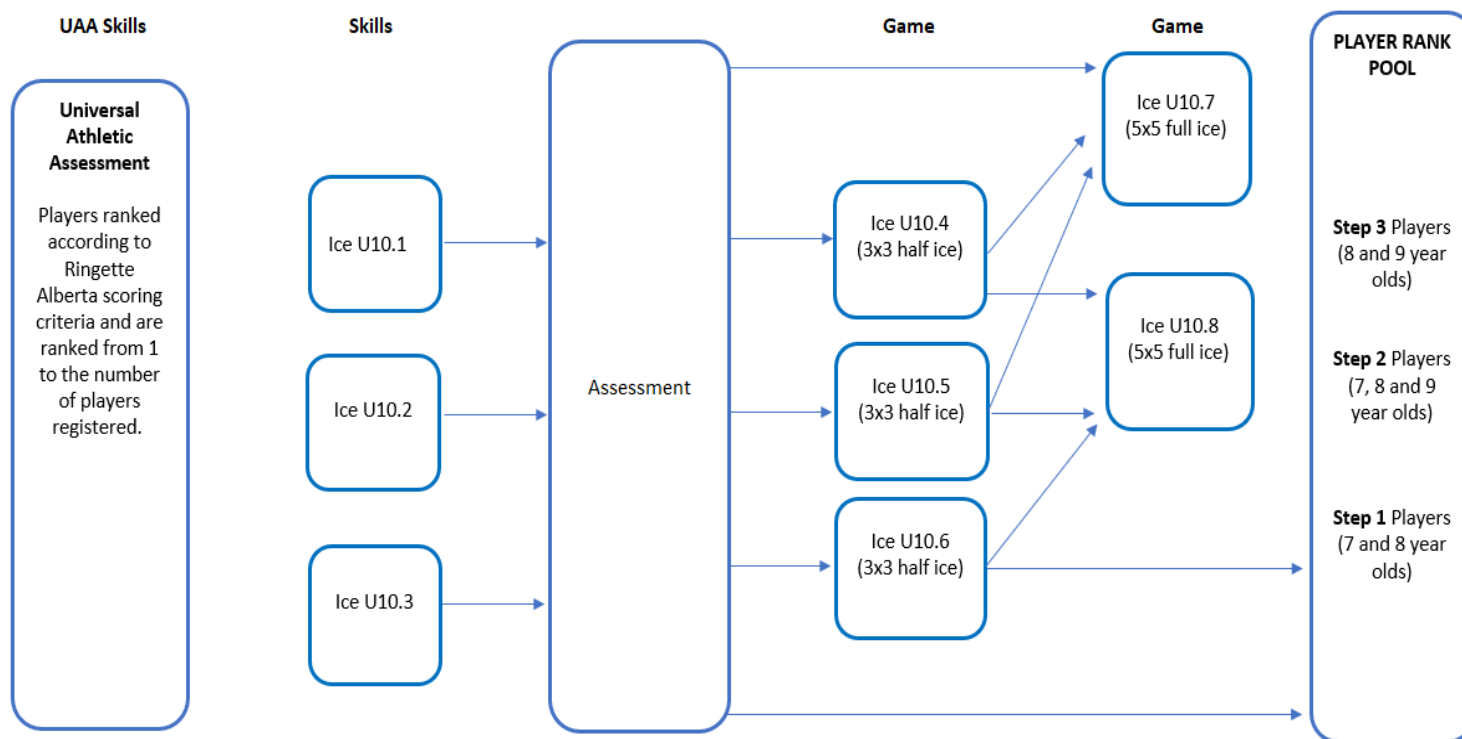 UAA Skills
Universal
Athletic
Assessment
Players ranked
according to
Ringette
Alberta scoring
criteria and are
ranked from 1
to the number
of players
registered.
Skills
Ice U10.1
Ice U10.2
Ice U10.3
Assessment
Game
Ice U10.4
(3x3 half ice)
Ice U10.5
(3x3 half ice)
Ice U10.6
(3x3 half ice)
Game
Ice U10.7
(5x5 full ice)
Ice U10.8
(5x5 full ice)
PLAYER RANK
POOL
Step 3 Players
(8 and 9 year
olds)
Step 2 Players
(7, 8 and 9
year olds)
Step 1 Players
(7 and 8 year
olds)